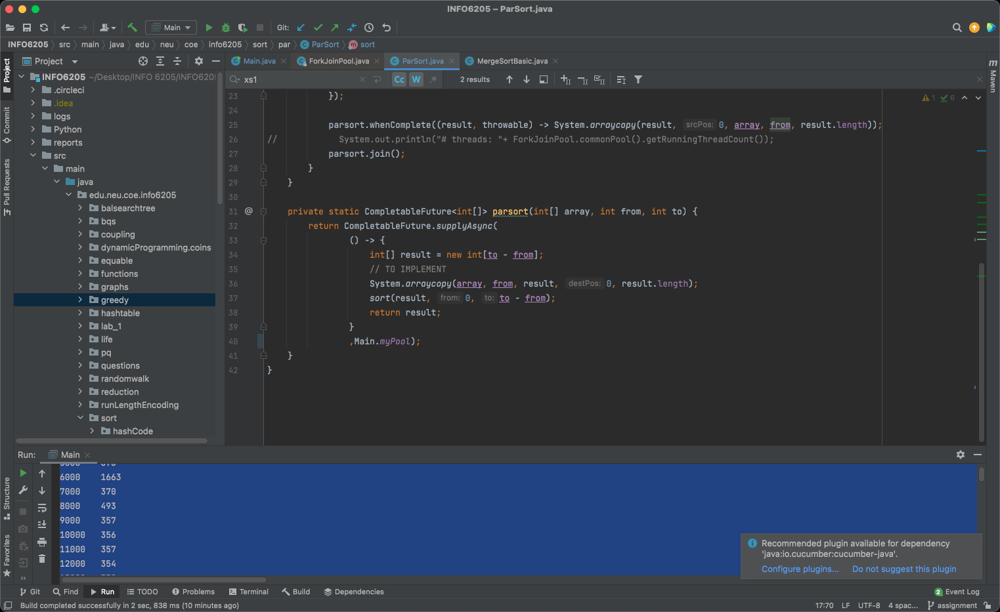 INFO6205 – ParSort.java
Main
Git:
INFO6205 src main java edu neu coe info6205 sort par ParSort sort
Project
Main.java
ForkJoinPool.java
ParSort.java
MergeSortBasic.java
xs1
Cc
W
2 results
Project
Commit
Pull Requests
Structure
Favorites
Maven
INFO6205 ~/Desktop/INFO 6205/INFO620
.circleci
.idea
logs
Python
reports
src
main
java
edu.neu.coe.info6205
balsearchtree
bqs
coupling
dynamicProgramming.coins
equable
functions
graphs
greedy
hashtable
lab_1
life
pq
questions
randomwalk
reduction
runLengthEncoding
sort
hashCode
1 6
23 });
24
25 parsort.whenComplete((result, throwable) -> System.arraycopy(result, srcPos: 0, array, from, result.length));
26 // System.out.println("# threads: "+ ForkJoinPool.commonPool().getRunningThreadCount());
27 parsort.join();
28 }
29 }
30
31 @ private static CompletableFuture<int[]> parsort(int[] array, int from, int to) {
32 return CompletableFuture.supplyAsync(
33 () -> {
34 int[] result = new int[to - from];
35 // TO IMPLEMENT
36 System.arraycopy(array, from, result, destPos: 0, result.length);
37 sort(result, from: 0, to: to - from);
38 return result;
39 }
40 ,Main.myPool);
41 }
42 }
Run: Main
6000 1663
7000 370
8000 493
9000 357
10000 356
11000 357
12000 354
Recommended plugin available for dependency
'java:io.cucumber:cucumber-java'.
Configure plugins... Do not suggest this plugin
Git Find Run TODO Problems Terminal Build Dependencies 2 Event Log
Build completed successfully in 2 sec, 838 ms (10 minutes ago) 17:70 LF UTF-8 4 spac... assignment